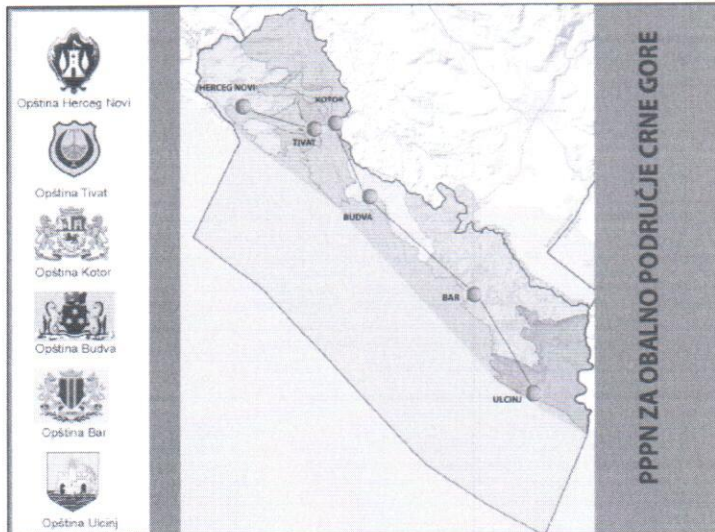 Opština Herceg Novi
Opština Tivat
Opština Kotor
Opština Budva
Opština Bar
Opština Ulcinj
HERCEG NOVI
KOTOR
TIVAT
BUDVA
BAR
ULCINJ
PPPN ZA OBALNO PODRUČJE CRNE GORE